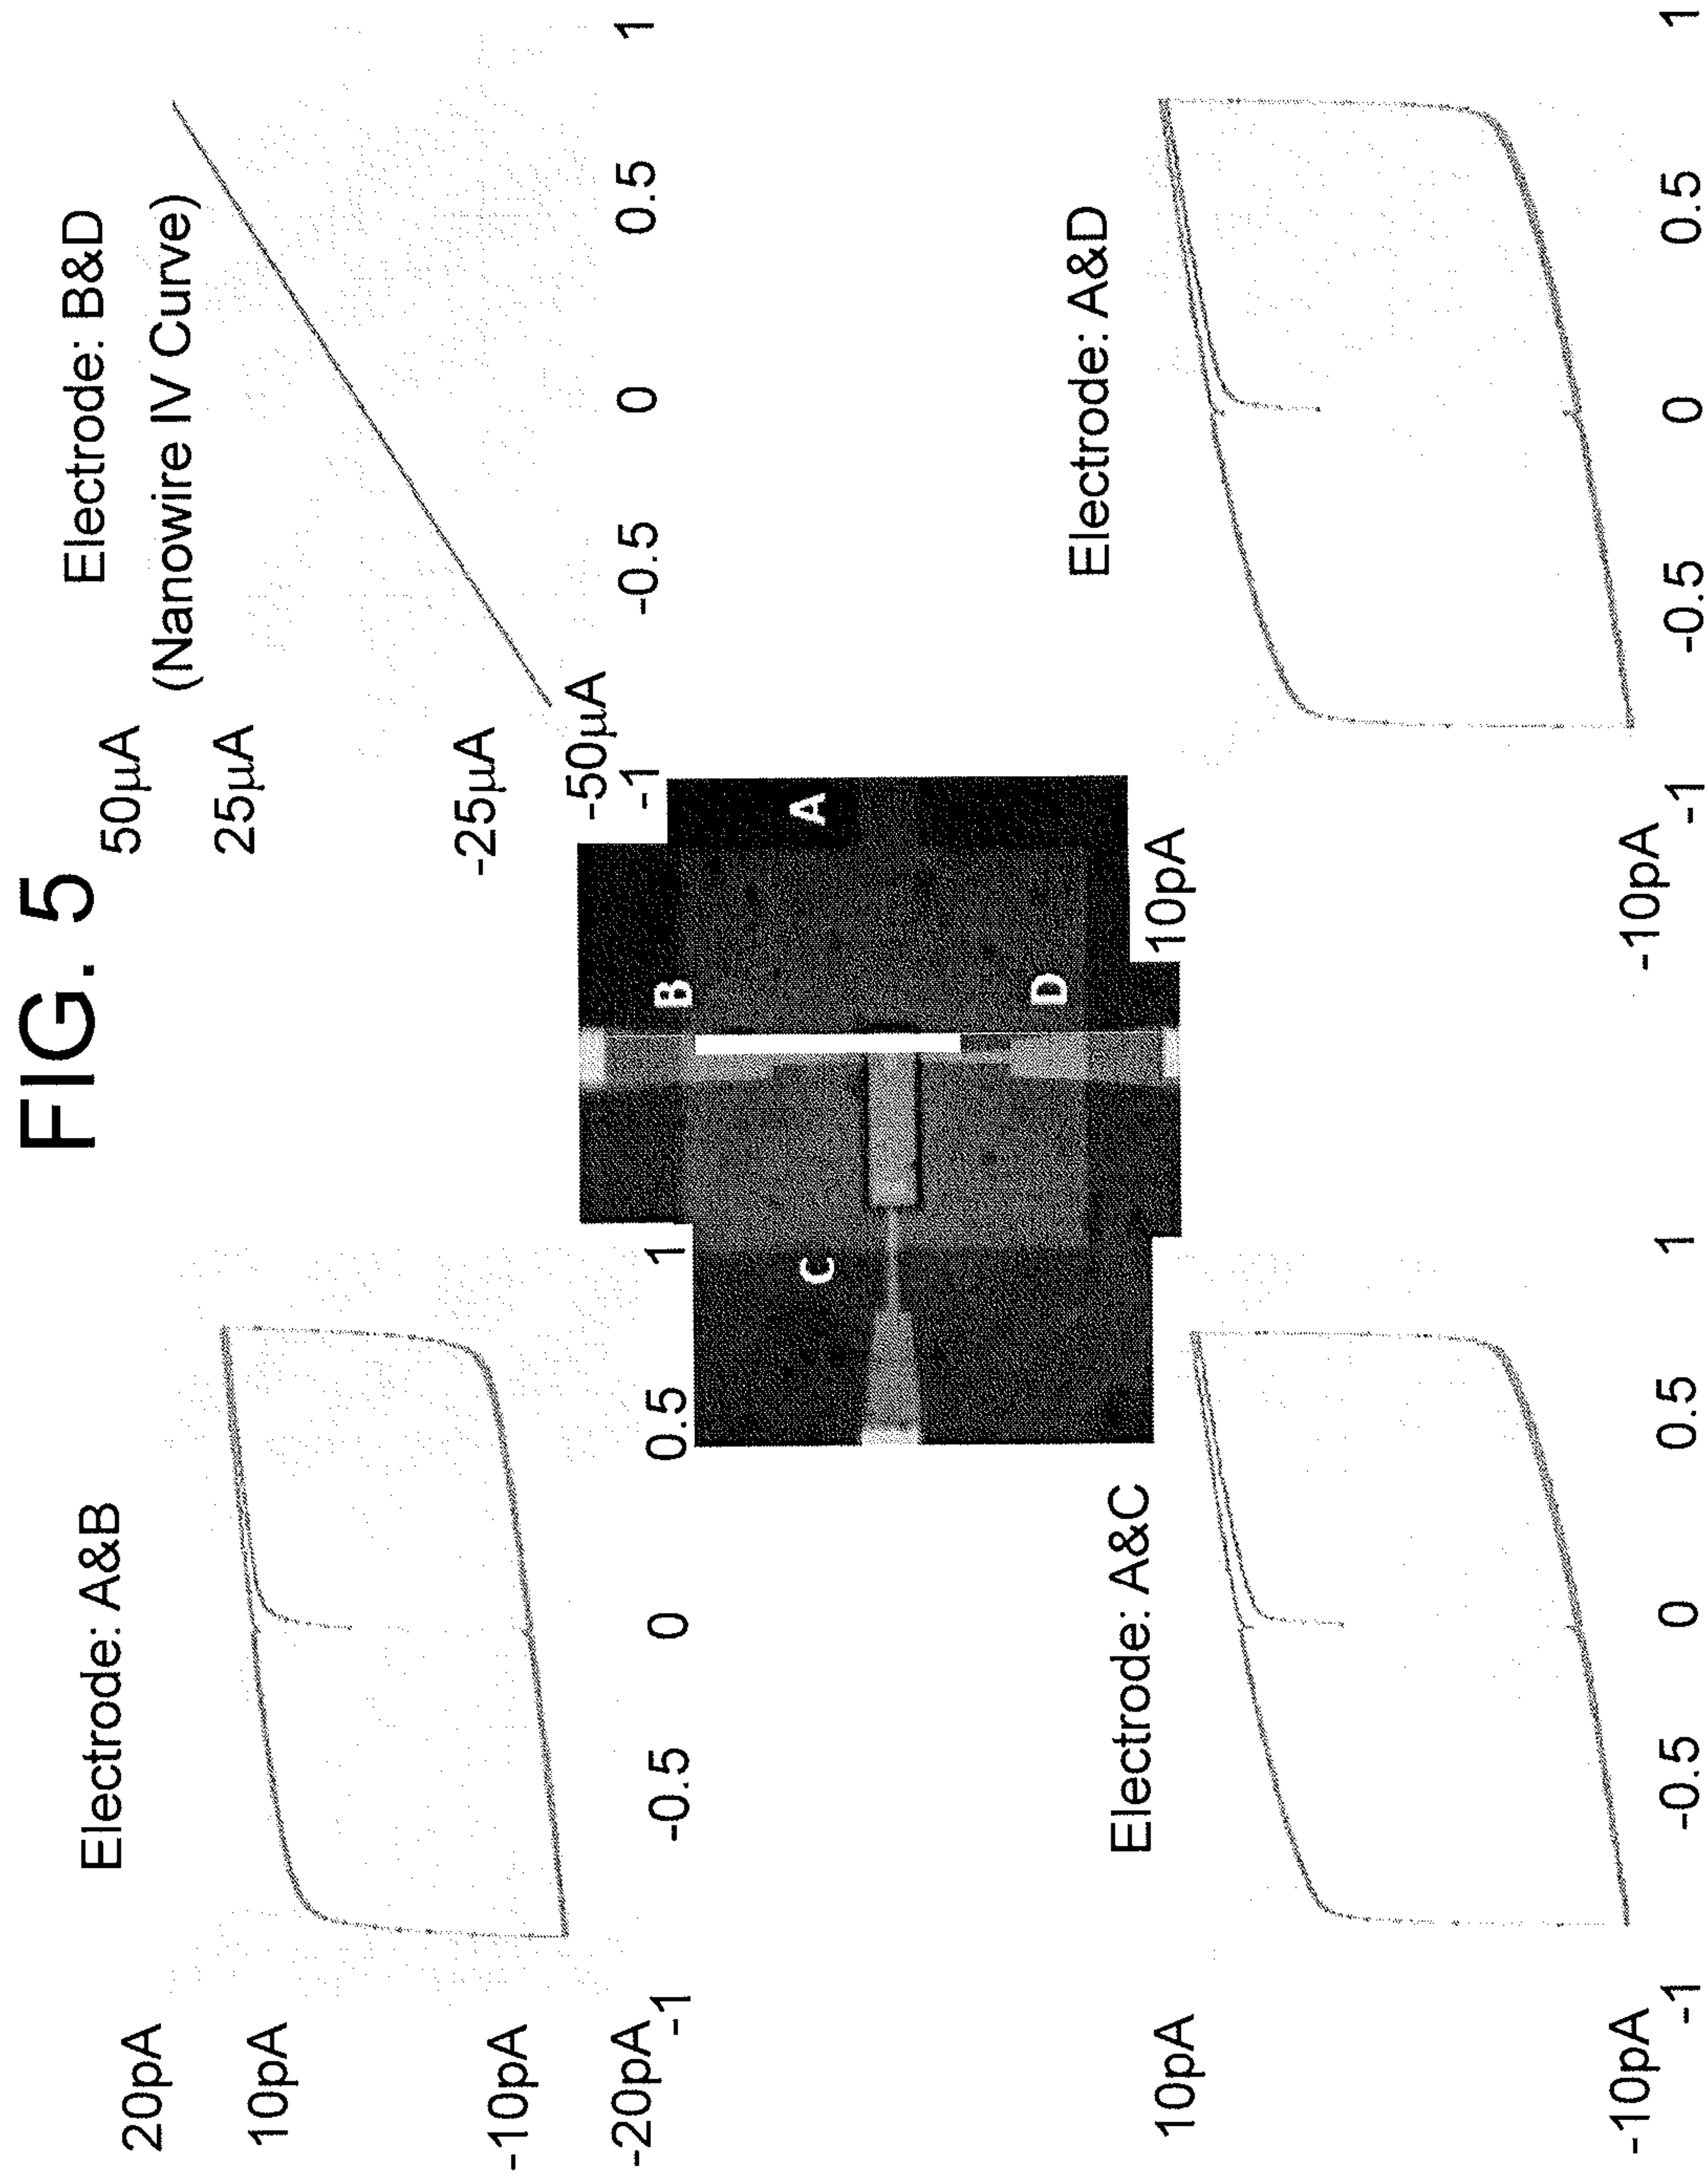 FIG. 5
Electrode: A&B
20pA
10pA
-10pA
-20pA
-1
-0.5
0
0.5
1
Electrode: B&D
(Nanowire IV Curve)
50μA
25μA
-25μA
-50μA
-1
-0.5
0
0.5
1
B
C
A
D
Electrode: A&C
10pA
-10pA
-1
-0.5
0
0.5
1
Electrode: A&D
10pA
-10pA
-1
-0.5
0
0.5
1